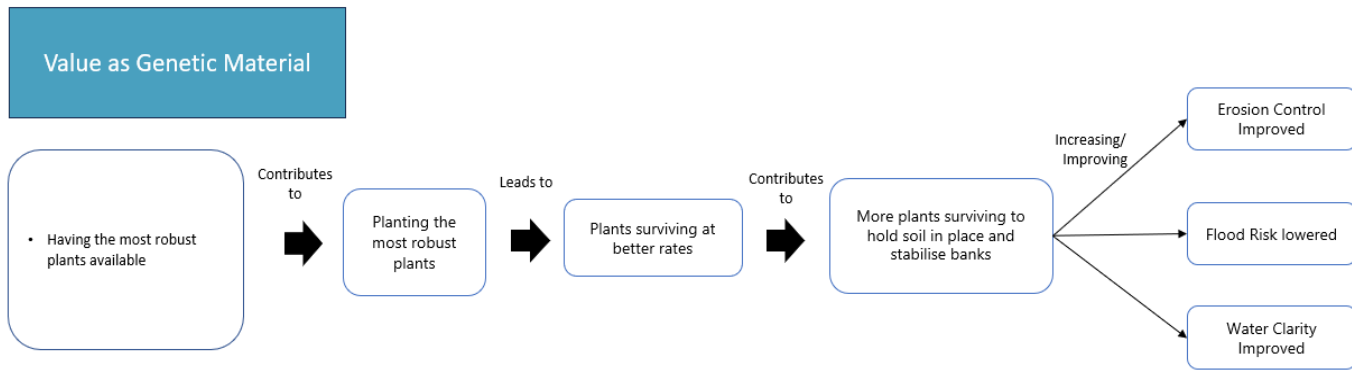 Value as Genetic Material
• Having the most robust
plants available
Contributes
to
Planting the
most robust
plants
Leads to
Plants surviving at
better rates
Contributes
to
More plants surviving to
hold soil in place and
stabilise banks
Increasing/
Improving
Erosion Control
Improved
Flood Risk lowered
Water Clarity
Improved